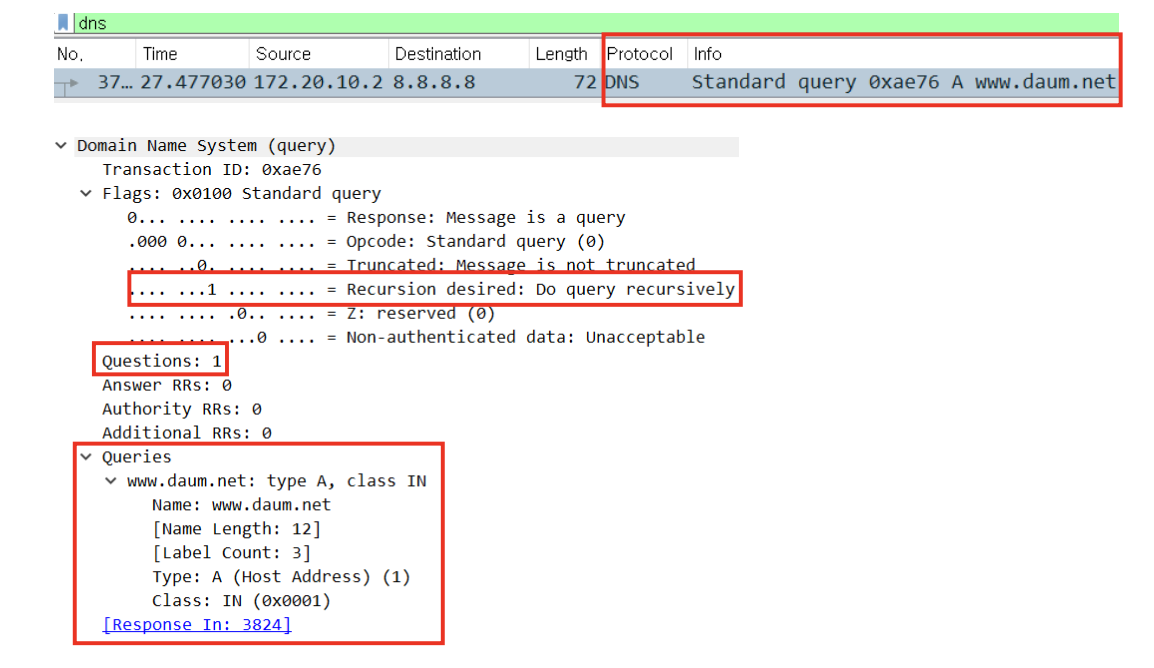 dns
No. Time Source Destination Length Protocol Info
37… 27.477030 172.20.10.2 8.8.8.8 72 DNS Standard query 0xae76 A www.daum.net
Domain Name System (query)
Transaction ID: 0xae76
Flags: 0x0100 Standard query
0... .... .... .... = Response: Message is a query
.000 0... .... .... = Opcode: Standard query (0)
.... ..0. .... .... = Truncated: Message is not truncated
.... ...1 .... .... = Recursion desired: Do query recursively
.... .... .0.. .... = Z: reserved (0)
.... .... ...0 .... = Non-authenticated data: Unacceptable
Questions: 1
Answer RRs: 0
Authority RRs: 0
Additional RRs: 0
Queries
www.daum.net: type A, class IN
Name: www.daum.net
[Name Length: 12]
[Label Count: 3]
Type: A (Host Address) (1)
Class: IN (0x0001)
[Response In: 3824]